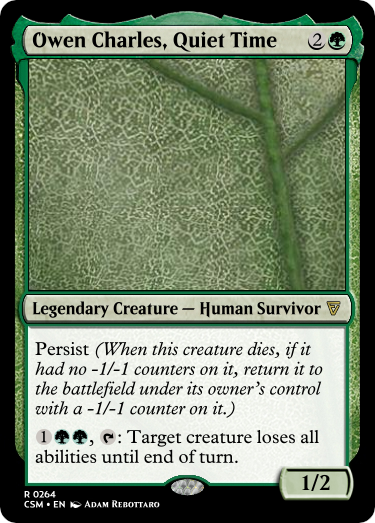 Owen Charles, Quiet Time 2
Legendary Creature — Human Survivor
Persist (When this creature dies, if it
had no -1/-1 counters on it, return it to
the battlefield under its owner's control
with a -1/-1 counter on it.)
1 , : Target creature loses all
abilities until end of turn.
1/2
R 0264
CSM • EN Adam Rebottaro